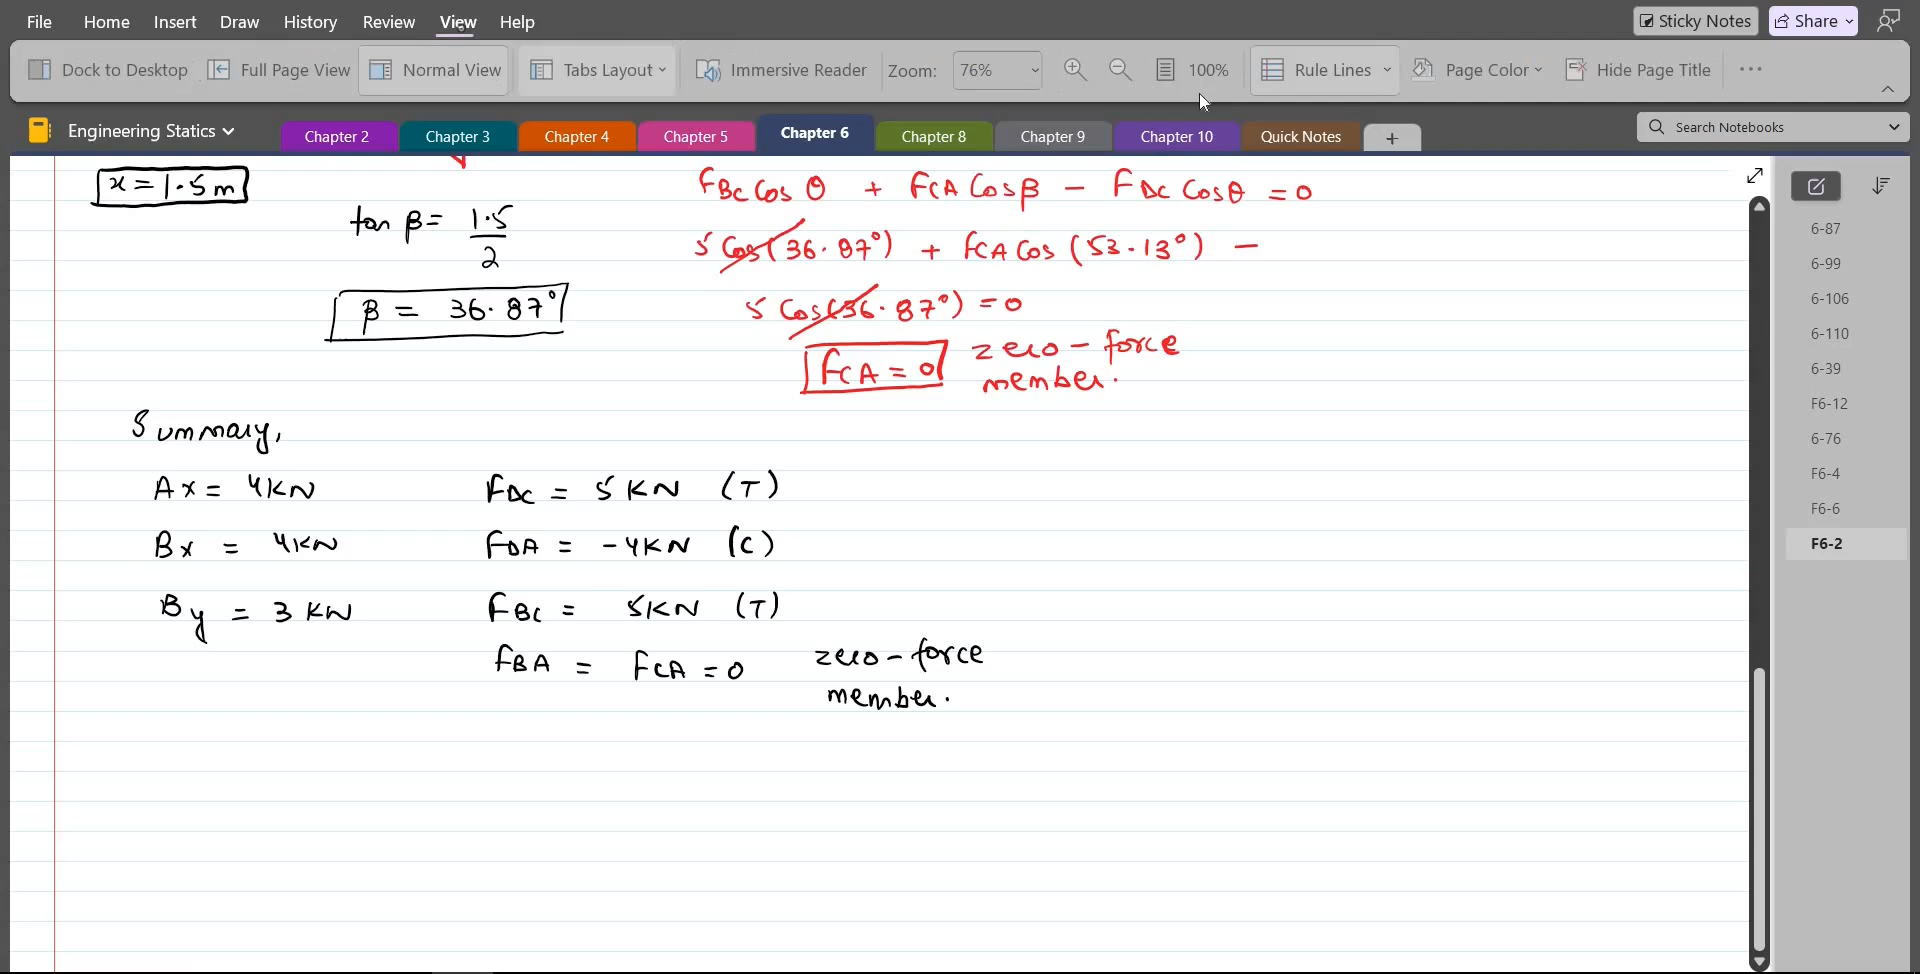 File Home Insert Draw History Review View Help
Sticky Notes Share
Dock to Desktop Full Page View Normal View Tabs Layout Immersive Reader Zoom: 76% 100% Rule Lines Page Color Hide Page Title
Engineering Statics Chapter 2 Chapter 3 Chapter 4 Chapter 5 Chapter 6 Chapter 8 Chapter 9 Chapter 10 Quick Notes + Search Notebooks
x = 1.5 m
tan β = 1.5
2
β = 36.87°
FBC Cos θ + FCA Cos β - FDC Cos θ = 0
5 Cos (36.87°) + FCA Cos (53.13°) -
5 Cos (36.87°) = 0
FCA = 0 zero-force
member.
Summary,
Ax = 4KN FDC = 5 KN (T)
Bx = 4KN FDA = -4KN (C)
By = 3 KN FBC = 5KN (T)
FBA = FCA = 0 zero-force
member.
6-87
6-99
6-106
6-110
6-39
F6-12
6-76
F6-4
F6-6
F6-2